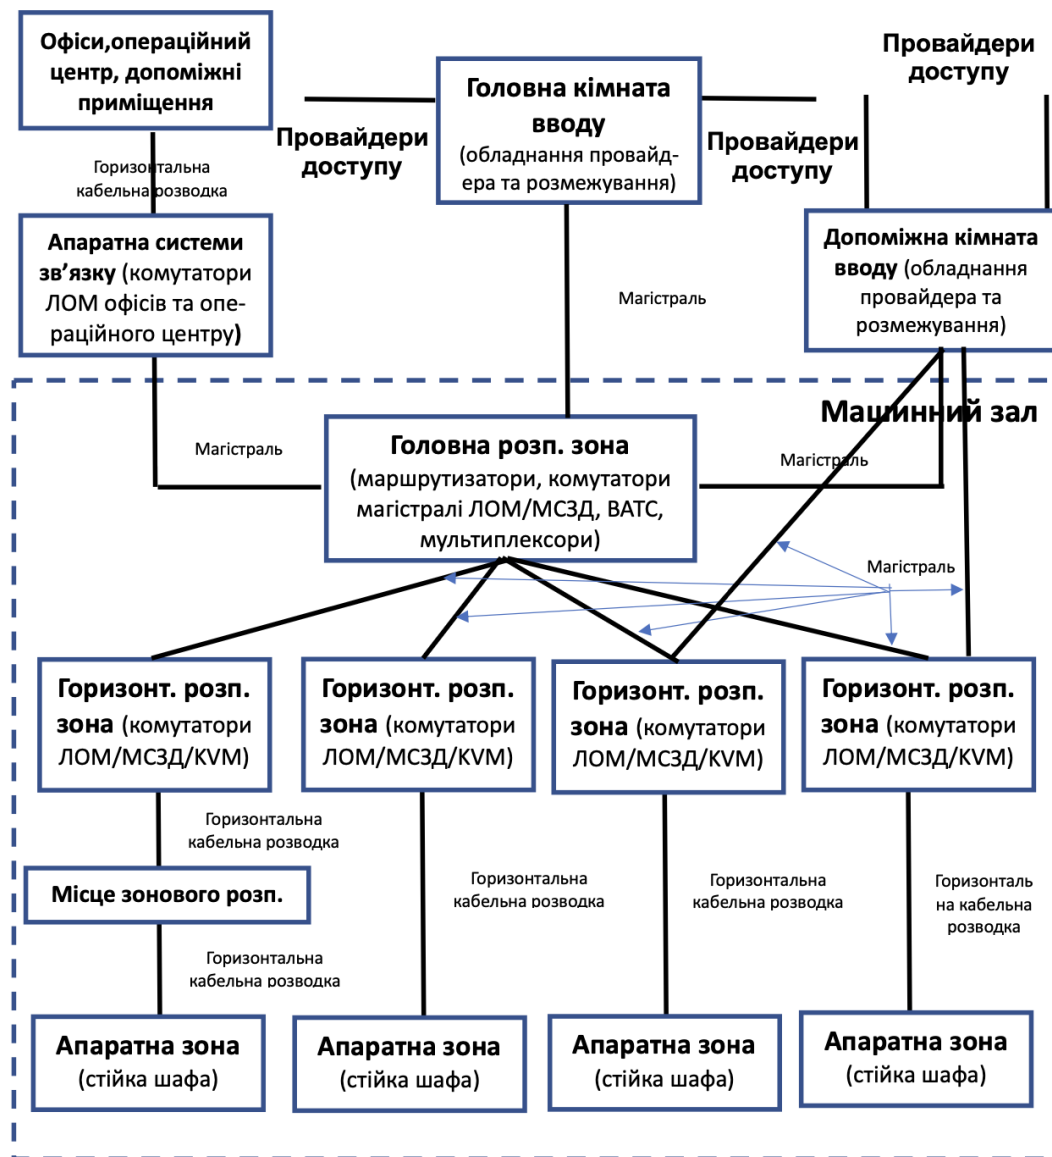 Офіси,операційний
центр, допоміжні
приміщення
Провайдери
доступу
Головна кімната
вводу
(обладнання провайд-
ера та розмежування)
Провайдери
доступу
Провайдери
доступу
Горизонтальна
кабельна розводка
Апаратна системи
зв’язку (комутатори
ЛОМ офісів та опе-
раційного центру)
Магістраль
Допоміжна кімната
вводу (обладнання
провайдера та
розмежування)
Машинний зал
Магістраль
Головна розп. зона
(маршрутизатори, комутатори
магістралі ЛОМ/МСЗД, ВАТС,
мультиплексори)
Магістраль
Магістраль
Горизонт. розп.
зона (комутатори
ЛОМ/МСЗД/KVM)
Горизонт. розп.
зона (комутатори
ЛОМ/МСЗД/KVM)
Горизонт. розп.
зона (комутатори
ЛОМ/МСЗД/KVM)
Горизонт. розп.
зона (комутатори
ЛОМ/МСЗД/KVM)
Горизонтальна
кабельна розводка
Місце зонового розп.
Горизонтальна
кабельна розводка
Горизонтальна
кабельна розводка
Горизонталь
на кабельна
розводка
Горизонтальна
кабельна розводка
Апаратна зона
(стійка шафа)
Апаратна зона
(стійка шафа)
Апаратна зона
(стійка шафа)
Апаратна зона
(стійка шафа)